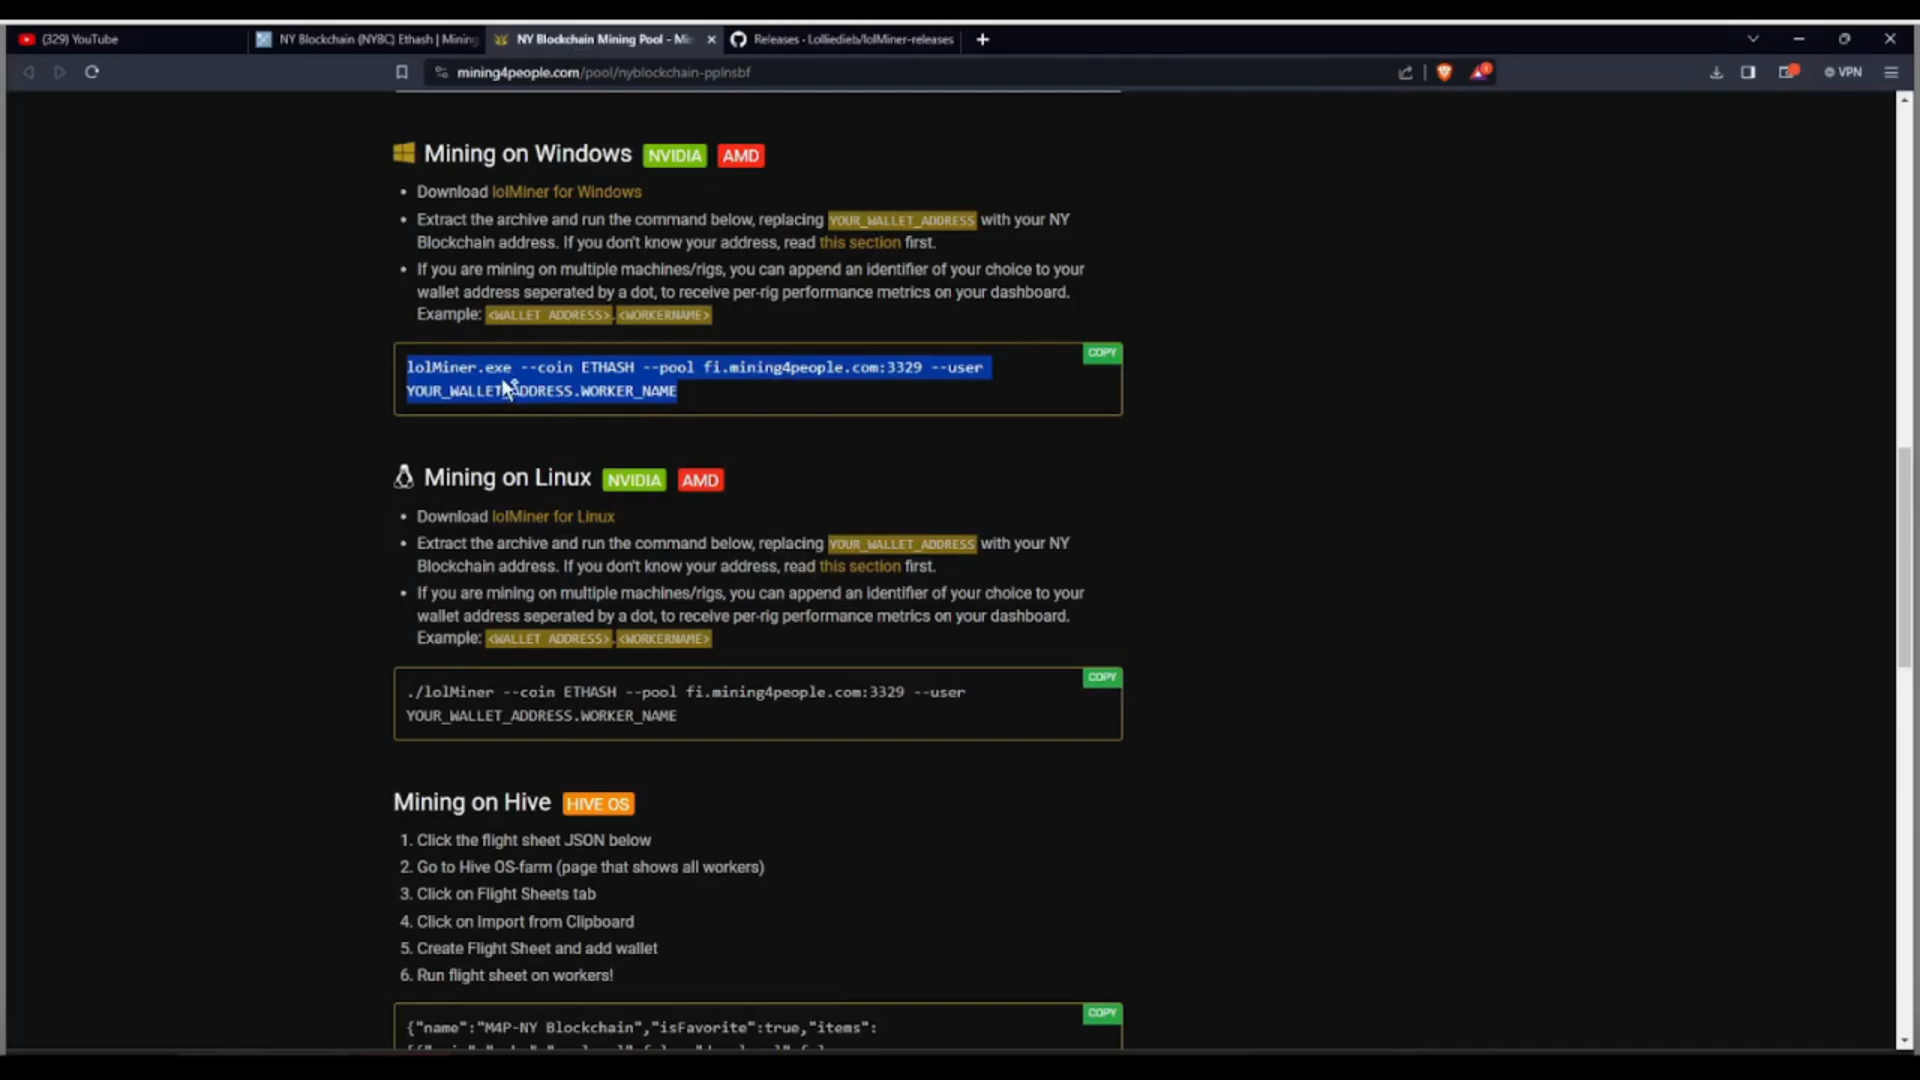 (329) YouTube
NY Blockchain (NYBC) Ethash | Mining
NY Blockchain Mining Pool - Mi
Releases · Lolliedieb/lolMiner-releases
mining4people.com/pool/nyblockchain-pplnsbf
VPN
Mining on Windows NVIDIA AMD
• Download lolMiner for Windows
• Extract the archive and run the command below, replacing YOUR_WALLET_ADDRESS with your NY
Blockchain address. If you don't know your address, read this section first.
• If you are mining on multiple machines/rigs, you can append an identifier of your choice to your
wallet address seperated by a dot, to receive per-rig performance metrics on your dashboard.
Example: <WALLET ADDRESS>.<WORKERNAME>
COPY
lolMiner.exe --coin ETHASH --pool fi.mining4people.com:3329 --user
YOUR_WALLET_ADDRESS.WORKER_NAME
Mining on Linux NVIDIA AMD
• Download lolMiner for Linux
• Extract the archive and run the command below, replacing YOUR_WALLET_ADDRESS with your NY
Blockchain address. If you don't know your address, read this section first.
• If you are mining on multiple machines/rigs, you can append an identifier of your choice to your
wallet address seperated by a dot, to receive per-rig performance metrics on your dashboard.
Example: <WALLET ADDRESS>.<WORKERNAME>
COPY
./lolMiner --coin ETHASH --pool fi.mining4people.com:3329 --user
YOUR_WALLET_ADDRESS.WORKER_NAME
Mining on Hive HIVE OS
1. Click the flight sheet JSON below
2. Go to Hive OS-farm (page that shows all workers)
3. Click on Flight Sheets tab
4. Click on Import from Clipboard
5. Create Flight Sheet and add wallet
6. Run flight sheet on workers!
COPY
{"name":"M4P-NY Blockchain","isFavorite":true,"items":